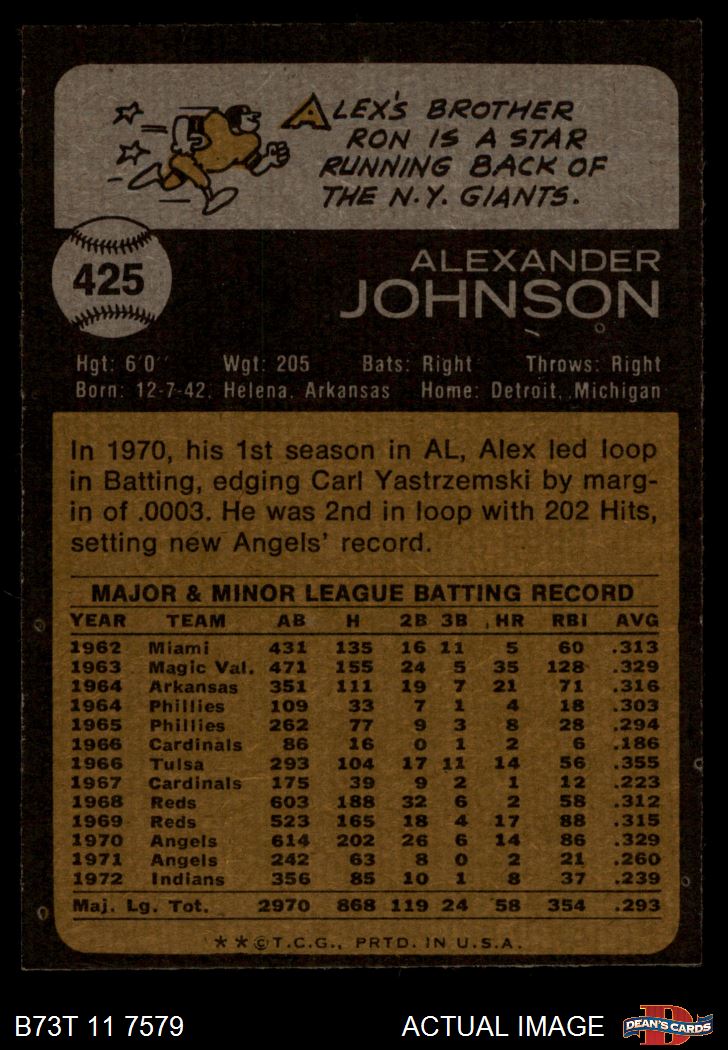 ALEX'S BROTHER
RON IS A STAR
RUNNING BACK OF
THE N.Y. GIANTS.
425
ALEXANDER
JOHNSON
Hgt: 6'0" Wgt: 205 Bats: Right Throws: Right
Born: 12-7-42, Helena, Arkansas Home: Detroit, Michigan
In 1970, his 1st season in AL, Alex led loop
in Batting, edging Carl Yastrzemski by marg-
in of .0003. He was 2nd in loop with 202 Hits,
setting new Angels' record.
MAJOR & MINOR LEAGUE BATTING RECORD
YEAR TEAM AB H 2B 3B HR RBI AVG
1962 Miami 431 135 16 11 5 60 .313
1963 Magic Val. 471 155 24 5 35 128 .329
1964 Arkansas 351 111 19 7 21 71 .316
1964 Phillies 109 33 7 1 4 18 .303
1965 Phillies 262 77 9 3 8 28 .294
1966 Cardinals 86 16 0 1 2 6 .186
1966 Tulsa 293 104 17 11 14 56 .355
1967 Cardinals 175 39 9 2 1 12 .223
1968 Reds 603 188 32 6 2 58 .312
1969 Reds 523 165 18 4 17 88 .315
1970 Angels 614 202 26 6 14 86 .329
1971 Angels 242 63 8 0 2 21 .260
1972 Indians 356 85 10 1 8 37 .239
Maj. Lg. Tot. 2970 868 119 24 58 354 .293
**©T.C.G., PRTD. IN U.S.A.
B73T 11 7579 ACTUAL IMAGE
D
DEAN'S CARDS